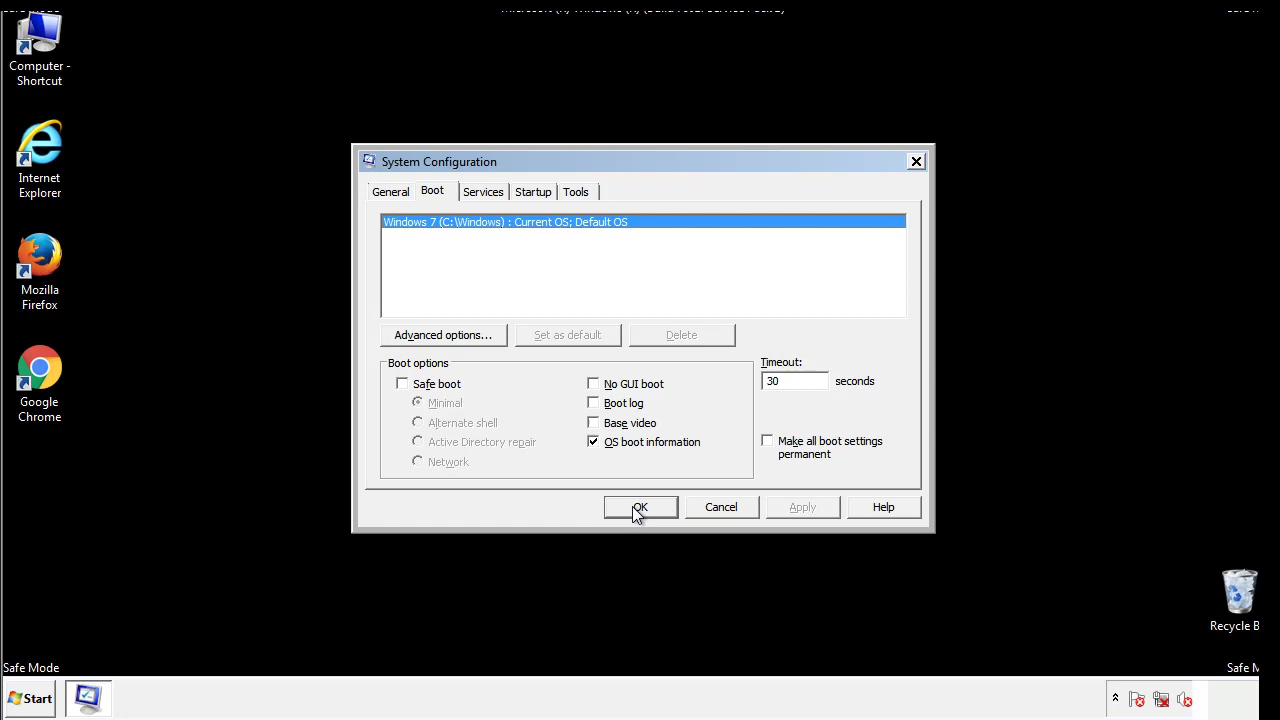 Computer -
Shortcut
Internet
Explorer
Mozilla
Firefox
Google
Chrome
System Configuration
General Boot Services Startup Tools
Windows 7 (C:\Windows) : Current OS; Default OS
Advanced options... Set as default Delete
Boot options
Safe boot
Minimal
Alternate shell
Active Directory repair
Network
No GUI boot
Boot log
Base video
OS boot information
Timeout:
30 seconds
Make all boot settings
permanent
OK Cancel Apply Help
Recycle B
Safe Mode
Safe M
Start